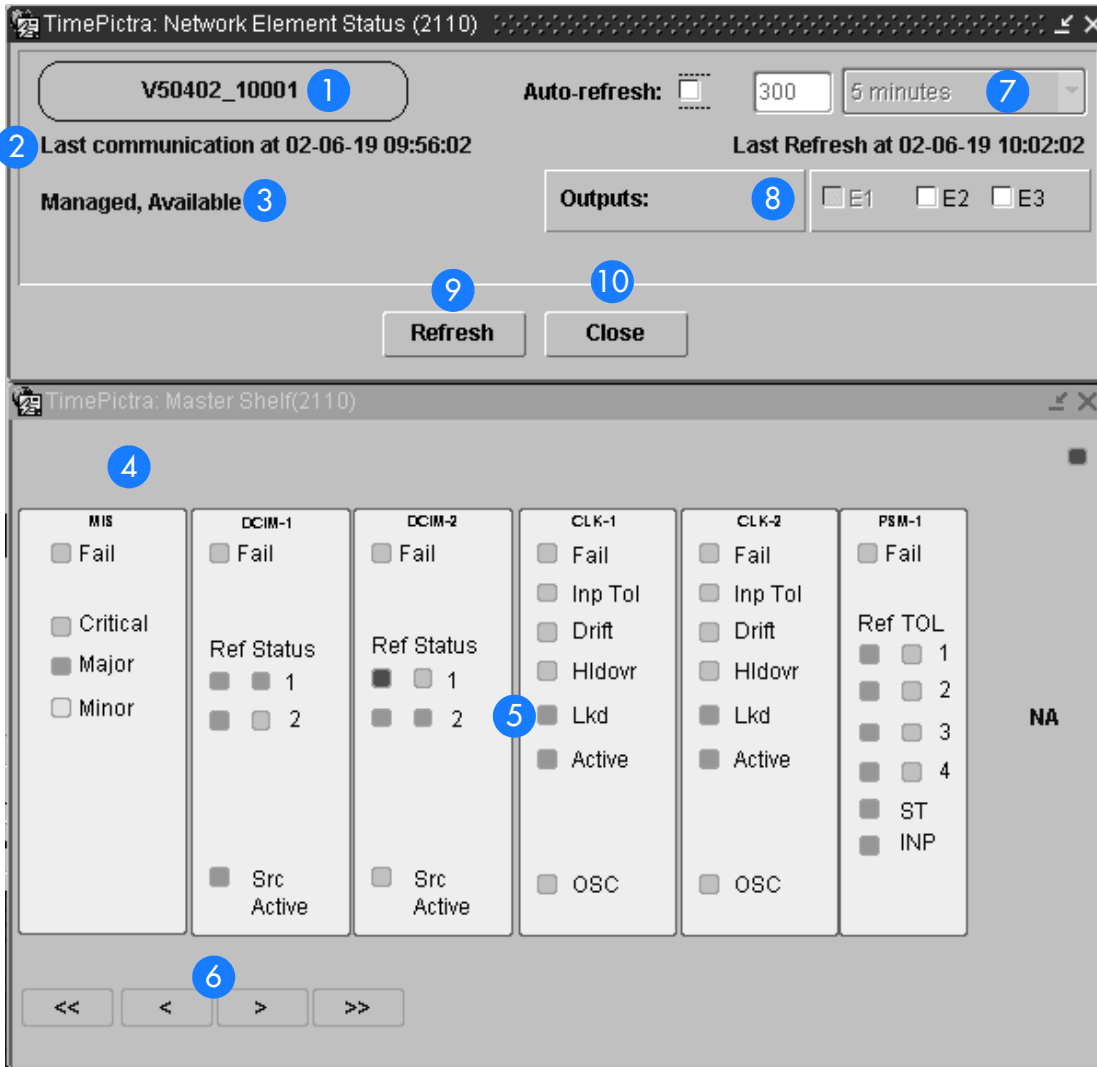 TimePictra: Network Element Status (2110)
V50402_10001 1
Auto-refresh: 300 5 minutes 7
2 Last communication at 02-06-19 09:56:02
Last Refresh at 02-06-19 10:02:02
Managed, Available 3
Outputs: 8 E1 E2 E3
9 10
Refresh Close
TimePictra: Master Shelf(2110)
4
MIS
Fail
Critical
Major
Minor
DCIM-1
Fail
Ref Status
1
2
Src
Active
DCIM-2
Fail
Ref Status
1
2
Src
Active
CLK-1
Fail
Inp Tol
Drift
Hldovr
5 Lkd
Active
OSC
CLK-2
Fail
Inp Tol
Drift
Hldovr
Lkd
Active
OSC
PSM-1
Fail
Ref TOL
1
2
3
4
ST
INP
NA
6
<< < > >>